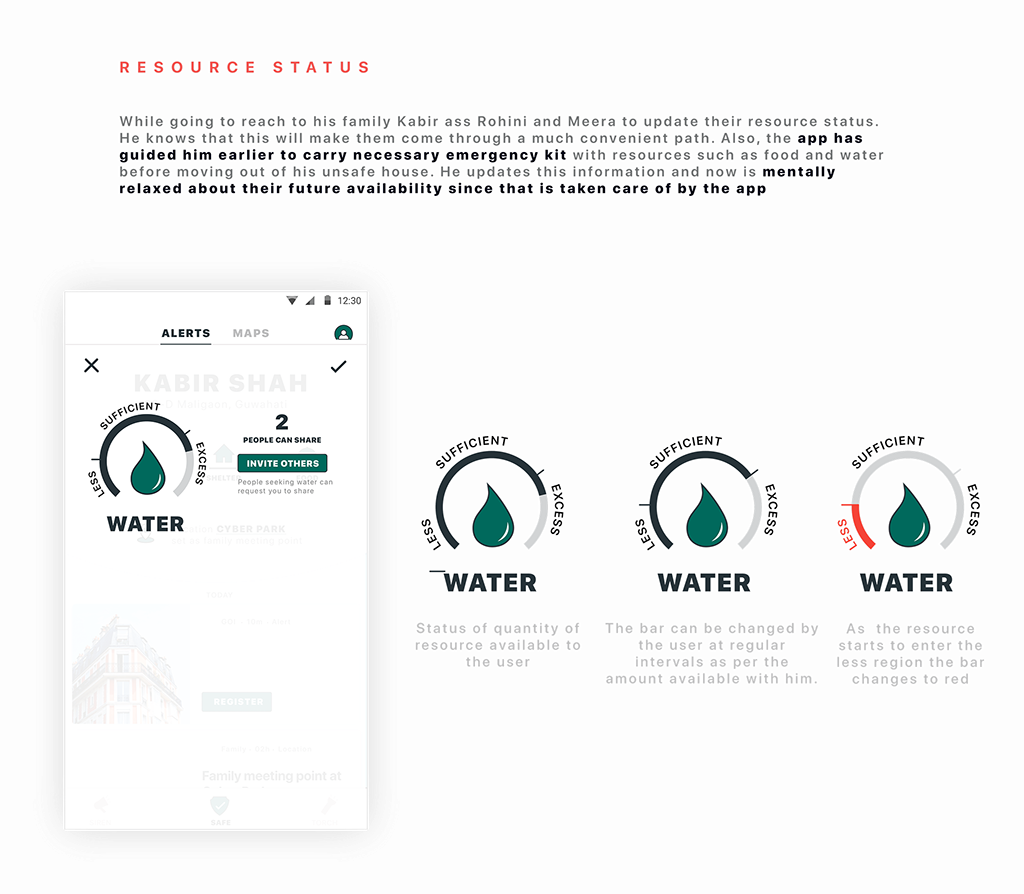 RESOURCE STATUS
While going to reach to his family Kabir ass Rohini and Meera to update their resource status.
He knows that this will make them come through a much convenient path. Also, the app has
guided him earlier to carry necessary emergency kit with resources such as food and water
before moving out of his unsafe house. He updates this information and now is mentally
relaxed about their future availability since that is taken care of by the app
12:30
ALERTS MAPS
KABIR SHAH
LESS SUFFICIENT EXCESS
WATER
2
PEOPLE CAN SHARE
INVITE OTHERS
People seeking water can
request you to share
CYBER PARK
REGISTER
Family meeting point at
SAFE
LESS SUFFICIENT EXCESS
WATER
Status of quantity of
resource available to
the user
LESS SUFFICIENT EXCESS
WATER
The bar can be changed by
the user at regular
intervals as per the
amount available with him.
LESS SUFFICIENT EXCESS
WATER
As the resource
starts to enter the
less region the bar
changes to red